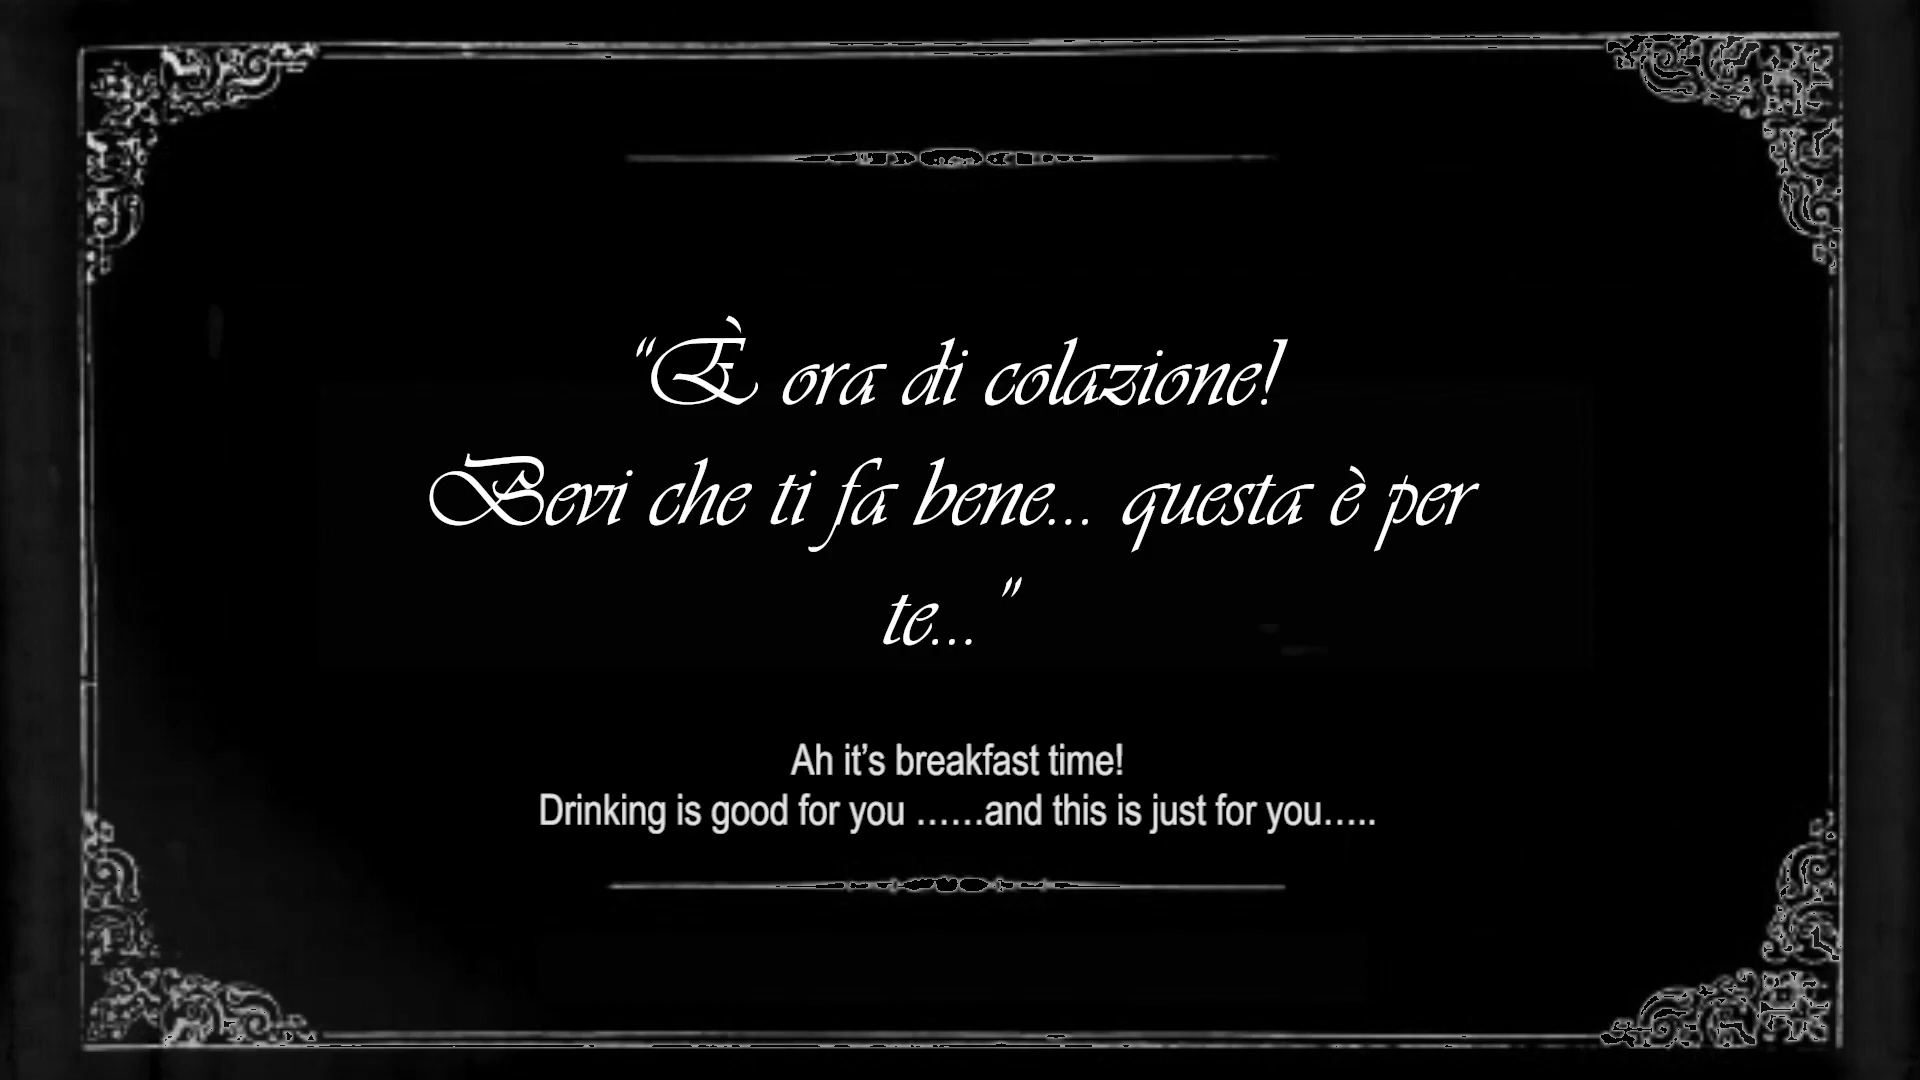 “È ora di colazione!
Bevi che ti fa bene... questa è per
te...”
Ah it’s breakfast time!
Drinking is good for you ......and this is just for you.....